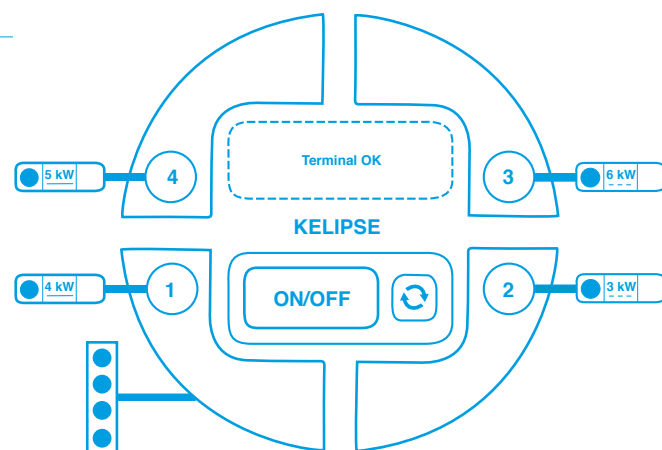 Terminal OK
5 kW
4
3
6 kW
KELIPSE
4 kW
1
ON/OFF
2
3 kW